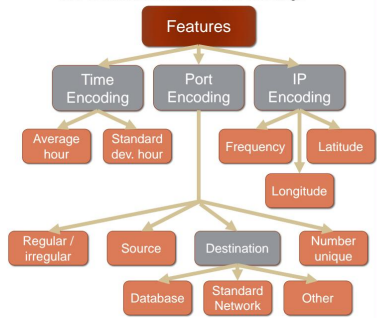 Features
Time
Encoding
Port
Encoding
IP
Encoding
Average
hour
Standard
dev. hour
Frequency
Latitude
Longitude
Regular /
irregular
Source
Destination
Number
unique
Database
Standard
Network
Other